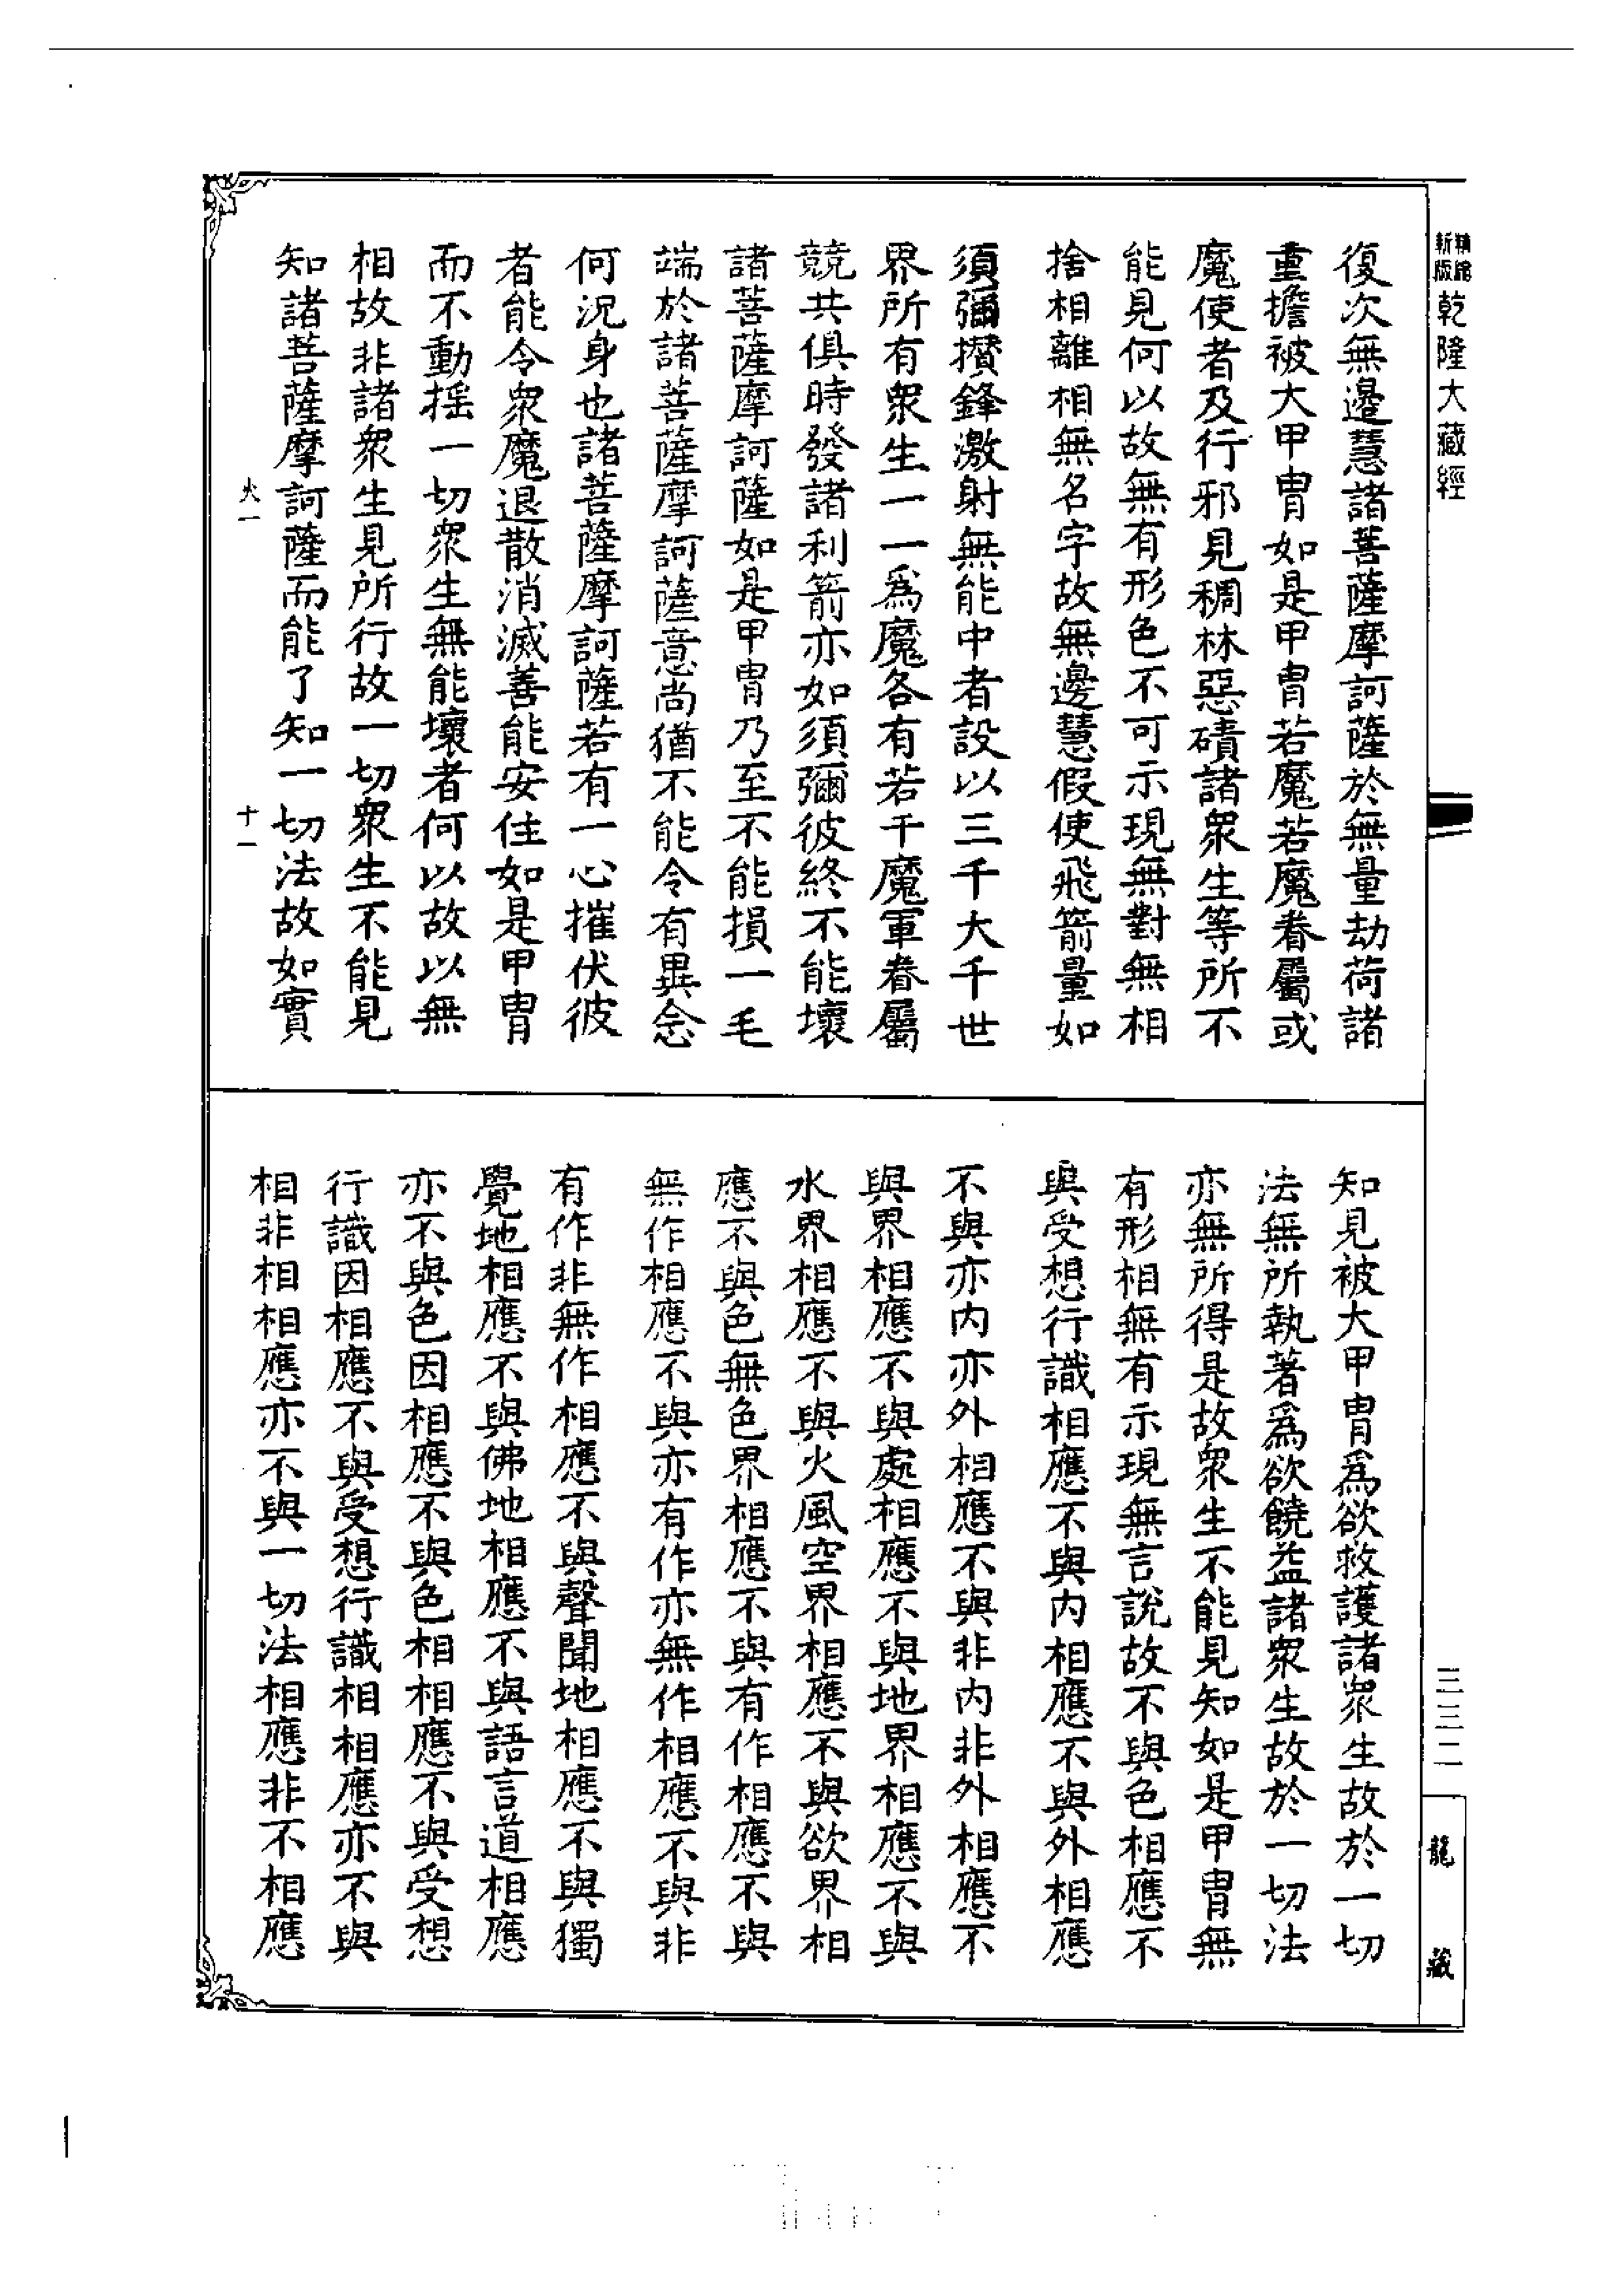 新版
精縮
乾隆大藏經
三三二
龍藏
復次無邊慧諸菩薩摩訶薩於無量劫荷諸
重擔被大甲冑如是甲冑若魔若魔眷屬或
魔使者及行邪見稠林惡磧諸衆生等所不
能見何以故無有形色不可示現無對無相
捨相離相無名字故無邊慧假使飛箭量如
須彌攅鋒激射無能中者設以三千大千世
界所有衆生一一爲魔各有若干魔軍眷屬
競共俱時發諸利箭亦如須彌彼終不能壞
諸菩薩摩訶薩如是甲冑乃至不能損一毛
端於諸菩薩摩訶薩意尚猶不能令有異念
何況身也諸菩薩摩訶薩若有一心摧伏彼
者能令衆魔退散消滅善能安住如是甲冑
而不動揺一切衆生無能壞者何以故以無
相故非諸衆生見所行故一切衆生不能見
知諸菩薩摩訶薩而能了知一切法故如實
火一
十一
知見被大甲冑爲欲救護諸衆生故於一切
法無所執著爲欲饒益諸衆生故於一切法
亦無所得是故衆生不能見知如是甲冑無
有形相無有示現無言說故不與色相應不
與受想行識相應不與内相應不與外相應
不與亦内亦外相應不與非内非外相應不
與界相應不與處相應不與地界相應不與
水界相應不與火風空界相應不與欲界相
應不與色無色界相應不與有作相應不與
無作相應不與亦有作亦無作相應不與非
有作非無作相應不與聲聞地相應不與獨
覺地相應不與佛地相應不與語言道相應
亦不與色因相應不與色相相應不與受想
行識因相應不與受想行識相相應亦不與
相非相相應亦不與一切法相應非不相應